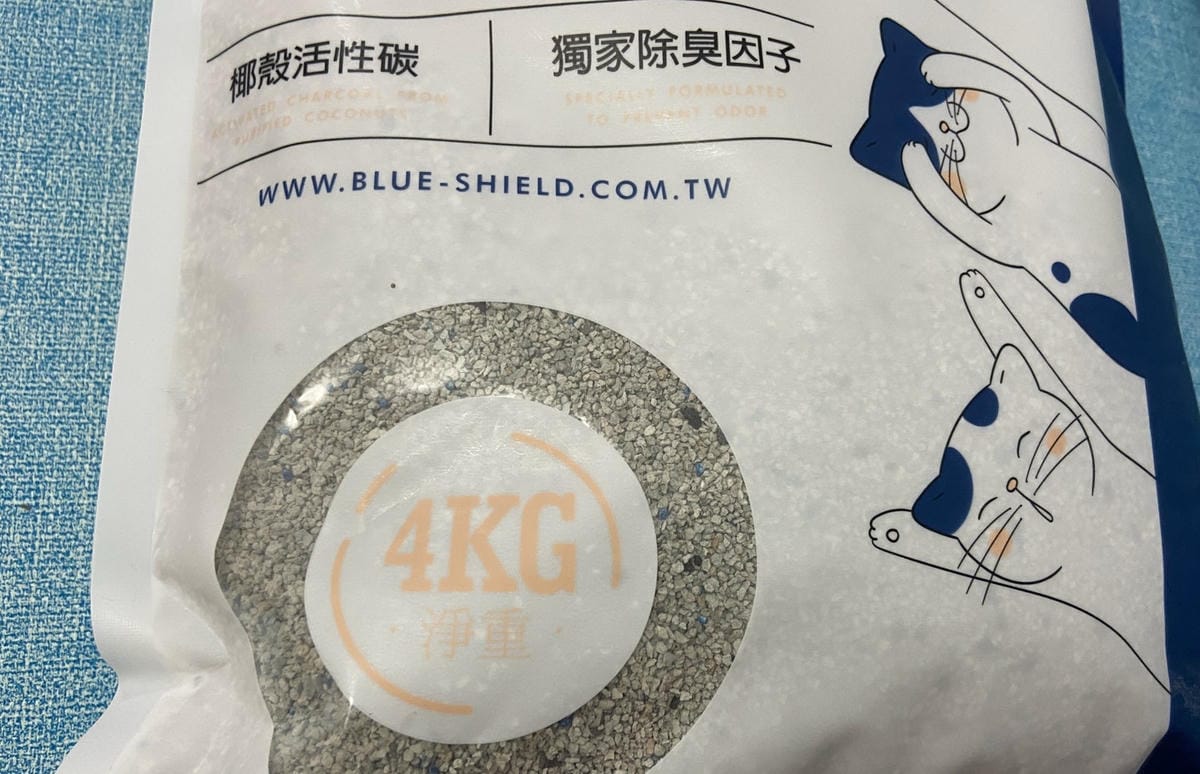 椰殼活性碳
ACTIVATED CHARCOAL FROM
PURIFIED COCONUTS
獨家除臭因子
SPECIALLY FORMULATED
TO PREVENT ODOR
WWW.BLUE-SHIELD.COM.TW
4KG
·淨重·